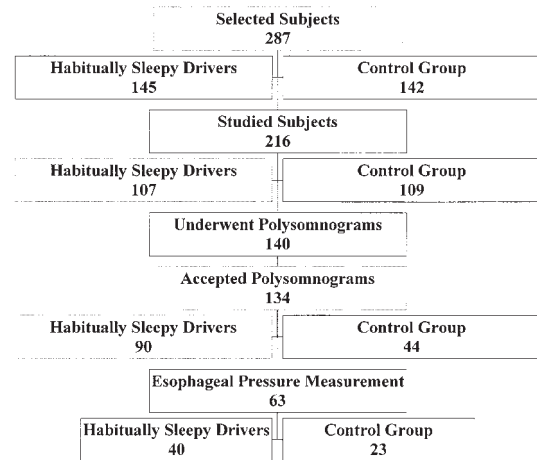 Selected Subjects
287
Habitually Sleepy Drivers
145
Control Group
142
Studied Subjects
216
Habitually Sleepy Drivers
107
Control Group
109
Underwent Polysomnograms
140
Accepted Polysomnograms
134
Habitually Sleepy Drivers
90
Control Group
44
Esophageal Pressure Measurement
63
Habitually Sleepy Drivers
40
Control Group
23